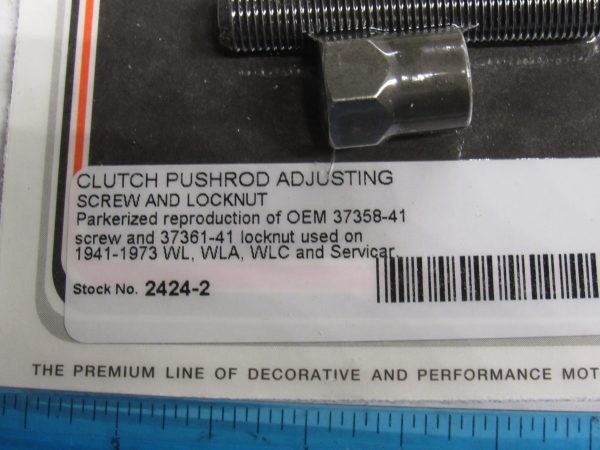 CLUTCH PUSHROD ADJUSTING
SCREW AND LOCKNUT
Parkerized reproduction of OEM 37358-41
screw and 37361-41 locknut used on
1941-1973 WL, WLA, WLC and Servicar.
Stock No. 2424-2
THE PREMIUM LINE OF DECORATIVE AND PERFORMANCE MOT